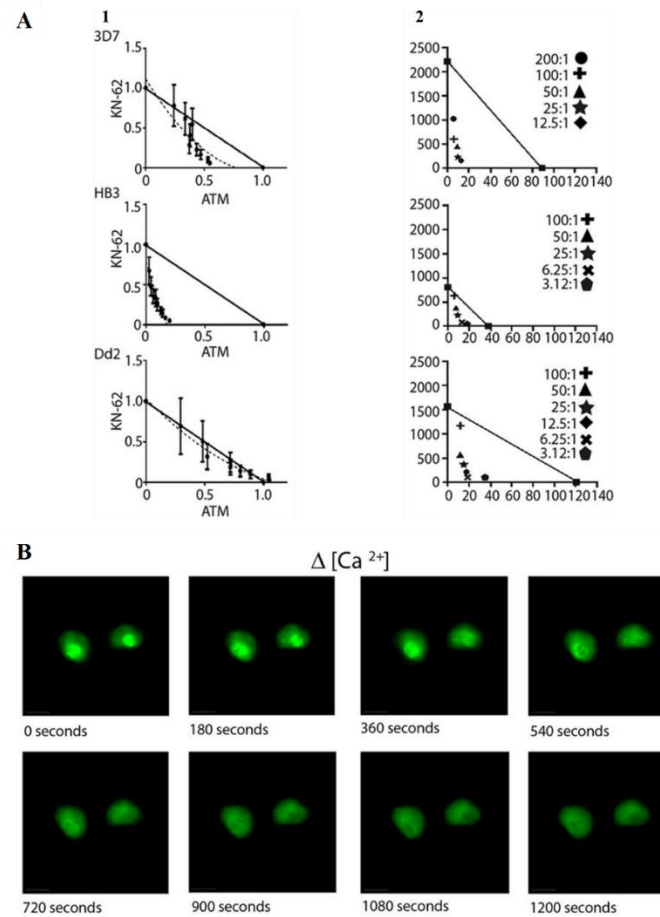 A
1
2
3D7
KN-62
1.5
1.0
0.5
0
0
0.5
1.0
ATM
2500
2000
1500
1000
500
0
0 20 40 60 80 100 120 140
200:1
100:1
50:1
25:1
12.5:1
HB3
KN-62
1.5
1.0
0.5
0
0
0.5
1.0
ATM
2500
2000
1500
1000
500
0
0 20 40 60 80 100 120 140
100:1
50:1
25:1
6.25:1
3.12:1
Dd2
KN-62
1.5
1.0
0.5
0
0
0.5
1.0
ATM
2500
2000
1500
1000
500
0
0 20 40 60 80 100 120 140
100:1
50:1
25:1
12.5:1
6.25:1
3.12:1
B
Δ [Ca 2+]
0 seconds
180 seconds
360 seconds
540 seconds
720 seconds
900 seconds
1080 seconds
1200 seconds